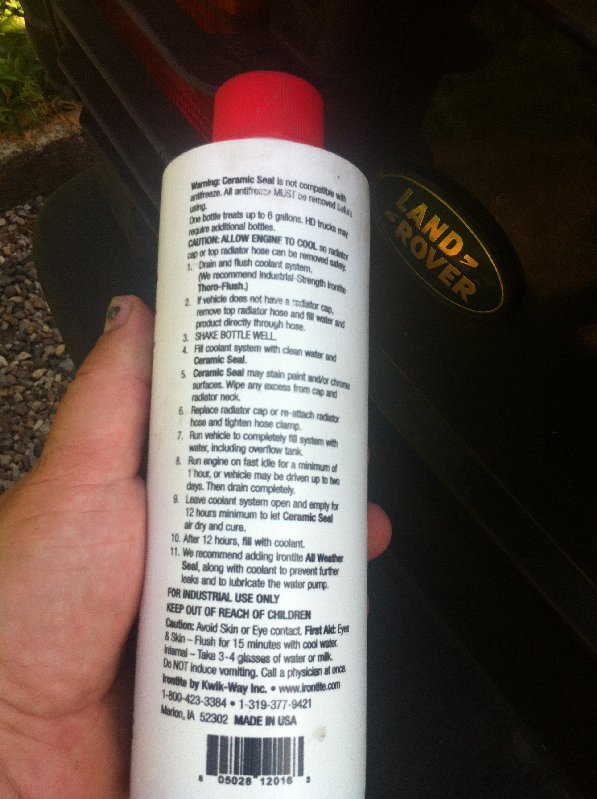 Warning: Ceramic Seal is not compatible with
antifreeze. All antifreeze MUST be removed before
using.
One bottle treats up to 6 gallons. HD trucks may
require additional bottles.
CAUTION: ALLOW ENGINE TO COOL so radiator
cap or top radiator hose can be removed safely.
1. Drain and flush coolant system.
(We recommend Industrial-Strength Irontite
Thoro-Flush.)
2. If vehicle does not have a radiator cap,
remove top radiator hose and fill water and
product directly through hose.
3. SHAKE BOTTLE WELL.
4. Fill coolant system with clean water and
Ceramic Seal.
5. Ceramic Seal may stain paint and/or chrome
surfaces. Wipe any excess from cap and
radiator neck.
6. Replace radiator cap or re-attach radiator
hose and tighten hose clamp.
7. Run vehicle to completely fill system with
water, including overflow tank.
8. Run engine on fast idle for a minimum of
1 hour, or vehicle may be driven up to two
days. Then drain completely.
9. Leave coolant system open and empty for
12 hours minimum to let Ceramic Seal
air dry and cure.
10. After 12 hours, fill with coolant.
11. We recommend adding Irontite All Weather
Seal, along with coolant to prevent further
leaks and to lubricate the water pump.
FOR INDUSTRIAL USE ONLY
KEEP OUT OF REACH OF CHILDREN
Caution: Avoid Skin or Eye contact. First Aid: Eyes
& Skin – Flush for 15 minutes with cool water.
Internal – Take 3-4 glasses of water or milk.
Do NOT induce vomiting. Call a physician at once.
Irontite by Kwik-Way Inc. • www.irontite.com
1-800-423-3384 • 1-319-377-9421
Marion, IA 52302 MADE IN USA
8 05028 12016 3
LAND
ROVER